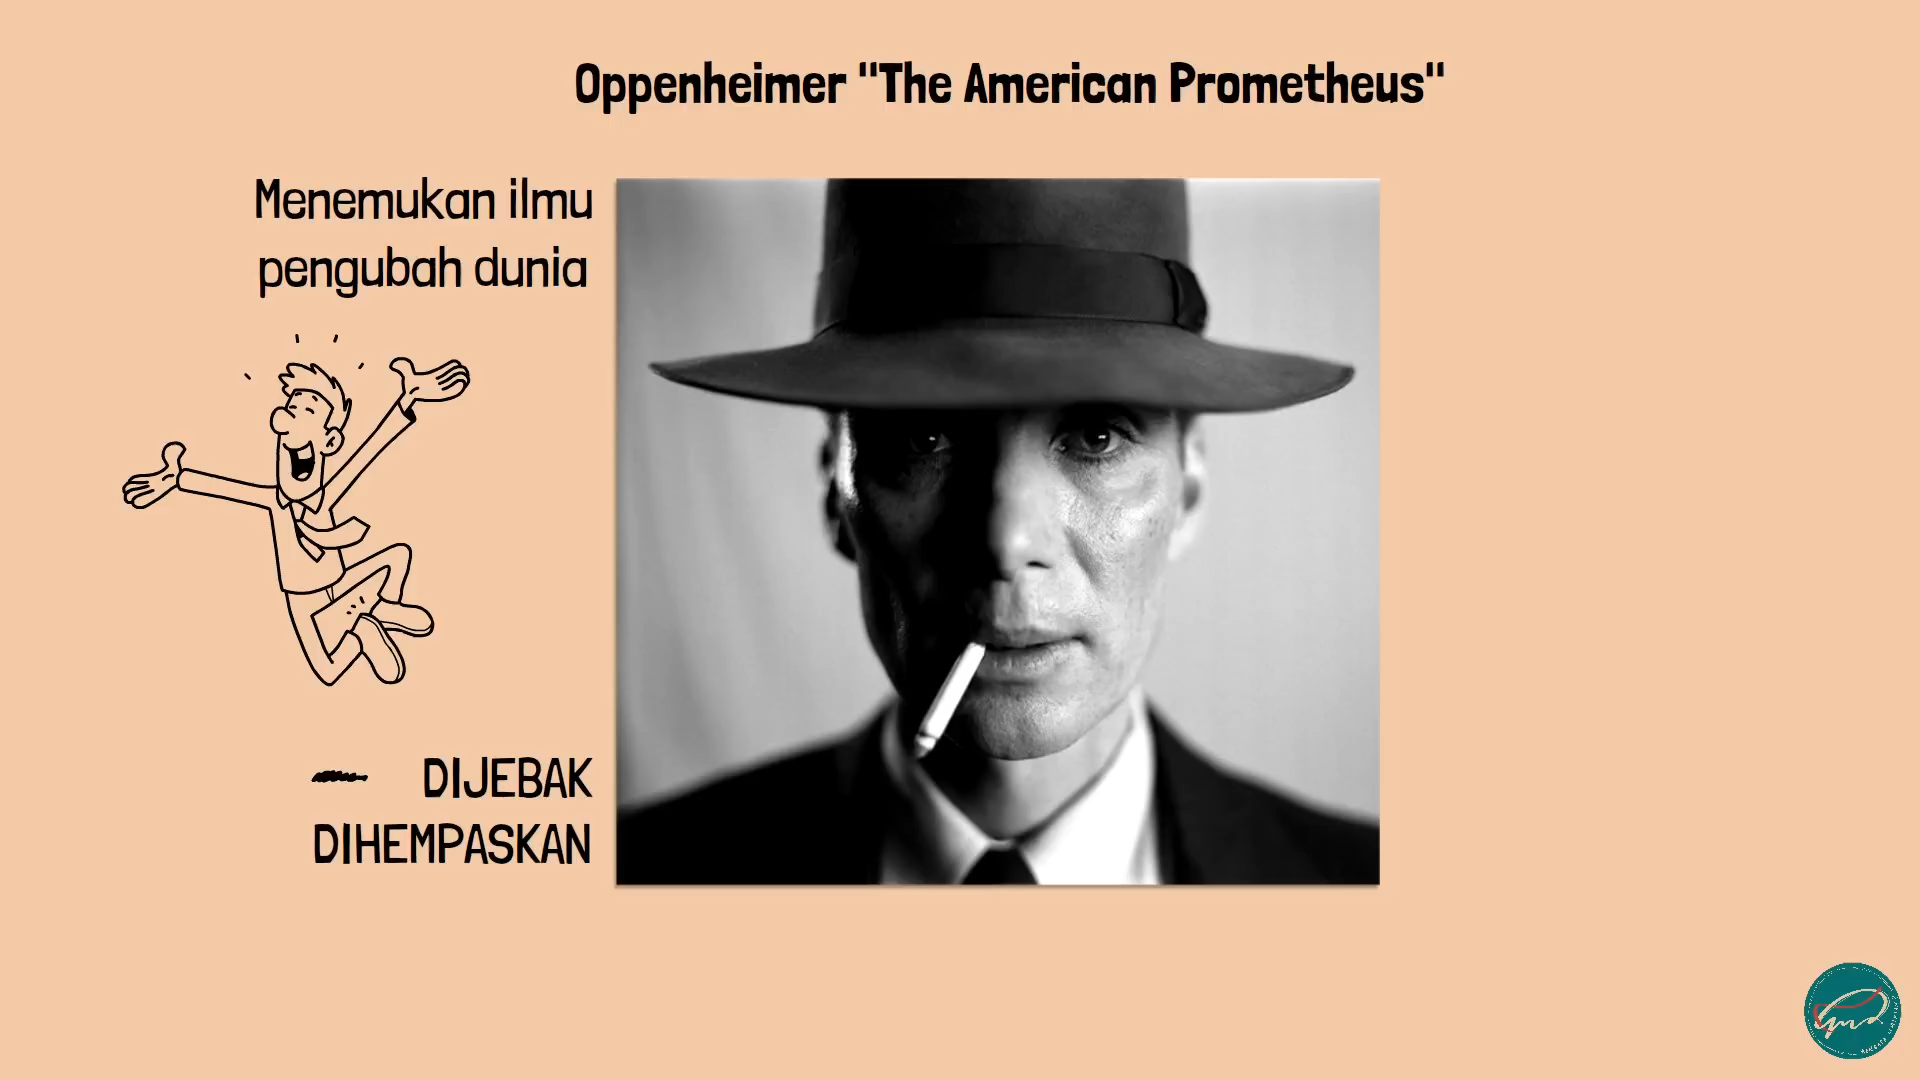 Oppenheimer "The American Prometheus"
Menemukan ilmu
pengubah dunia
DIJEBAK
DIHEMPASKAN